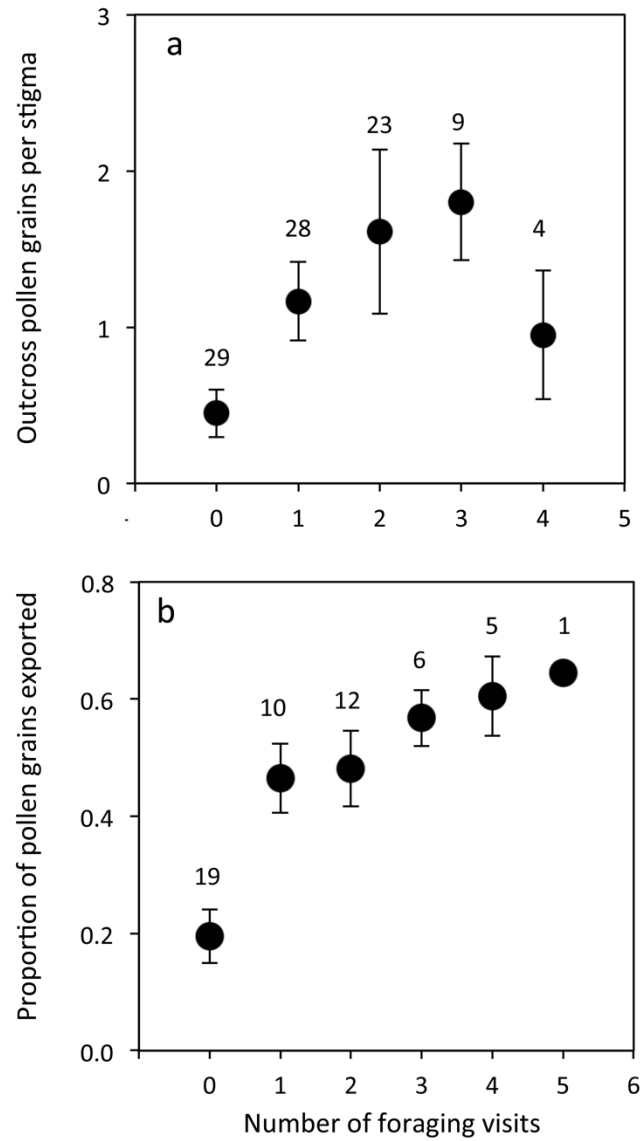 3
a
23
9
2
28
4
29
1
0
0 1 2 3 4 5
Outcross pollen grains per stigma
0.8
b
5 1
6
0.6
10 12
0.4
19
0.2
0.0
0 1 2 3 4 5 6
Proportion of pollen grains exported
Number of foraging visits